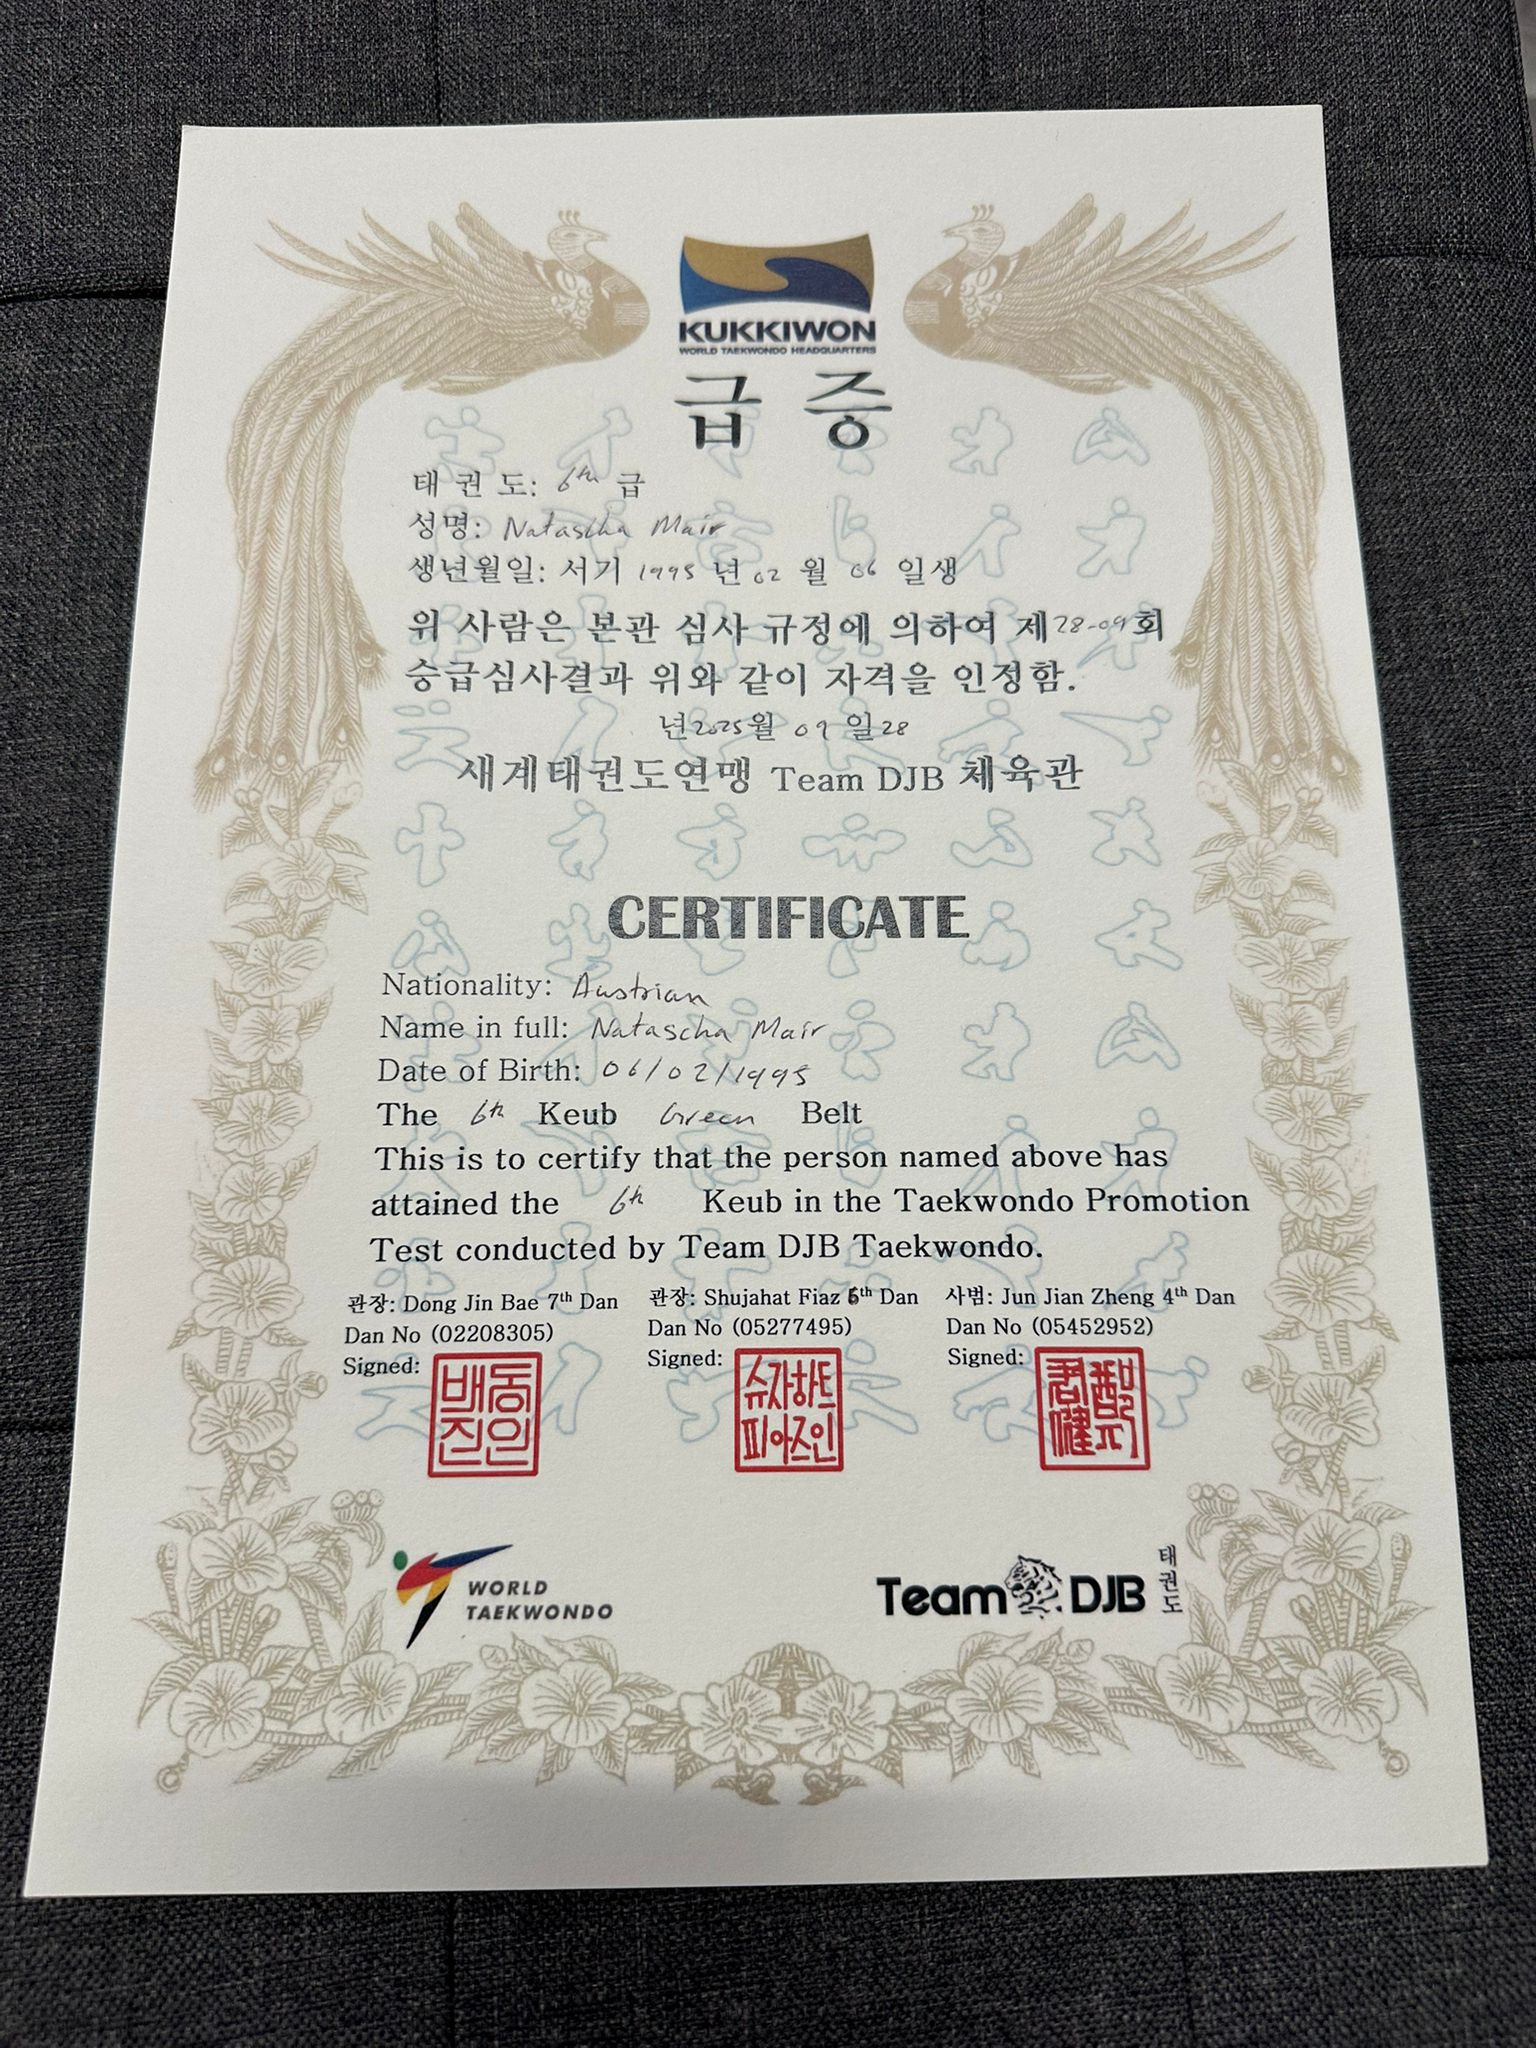 KUKKIWON
WORLD TAEKWONDO HEADQUARTERS
급 증
태 권 도: 6th 급
성명: Natascha Mair
생년월일: 서기 1995 년 02 월 06 일생
위 사람은 본관 심사 규정에 의하여 제28-09회
승급심사결과 위와 같이 자격을 인정함.
년2025월 09 일28
세계태권도연맹 Team DJB 체육관
CERTIFICATE
Nationality: Austrian
Name in full: Natascha Mair
Date of Birth: 06/02/1995
The 6th Keub Green Belt
This is to certify that the person named above has
attained the 6th Keub in the Taekwondo Promotion
Test conducted by Team DJB Taekwondo.
관장: Dong Jin Bae 7th Dan 관장: Shujahat Fiaz 6th Dan 사범: Jun Jian Zheng 4th Dan
Dan No (02208305) Dan No (05277495) Dan No (05452952)
Signed: Signed: Signed:
배동
진인
슈자하트
피아즈인
WORLD
TAEKWONDO
Team DJB
태권도